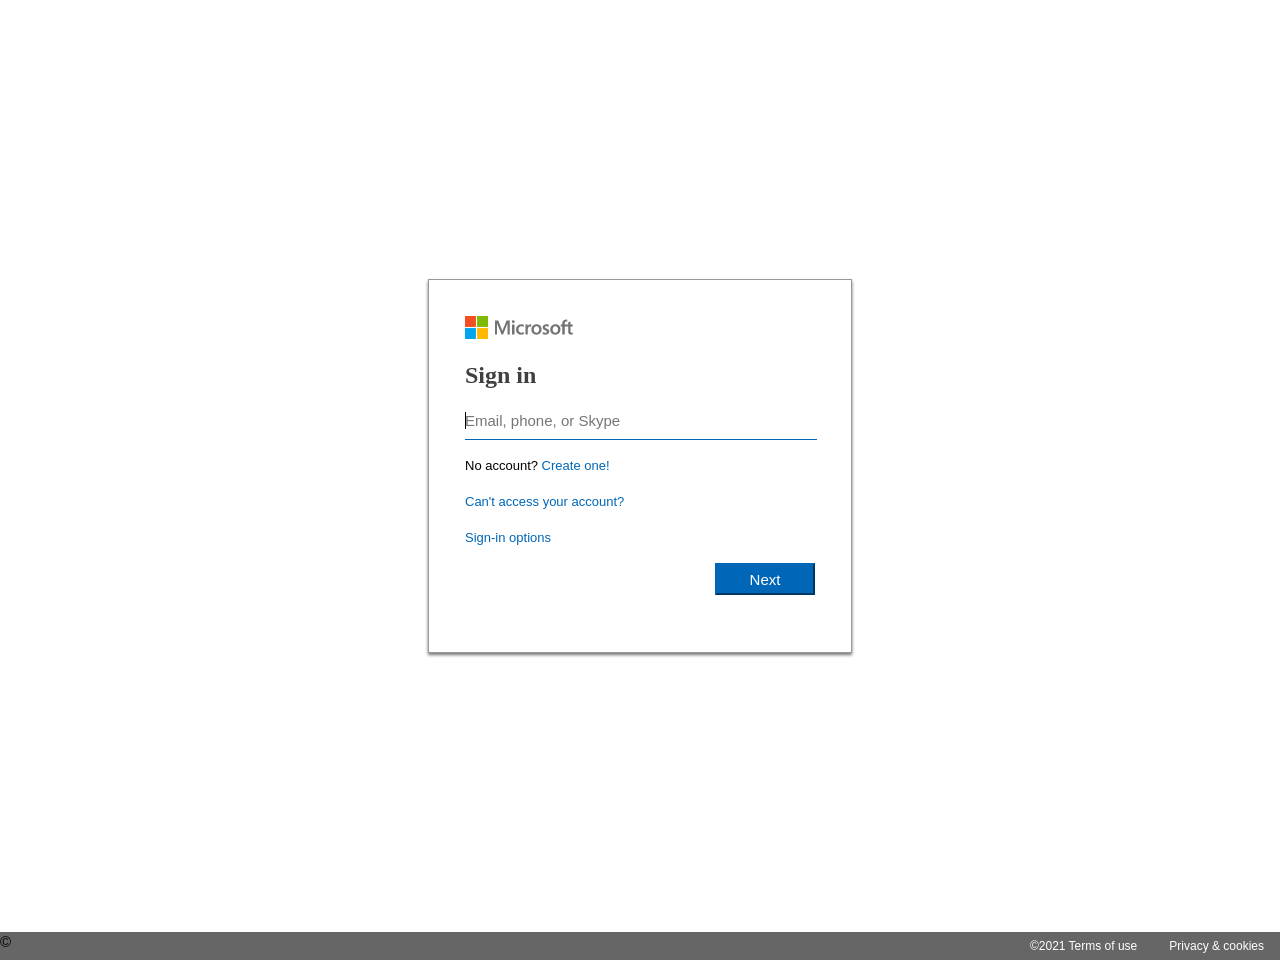 Microsoft
Sign in
Email, phone, or Skype
No account? Create one!
Can't access your account?
Sign-in options
Next
©
©2021 Terms of use Privacy & cookies